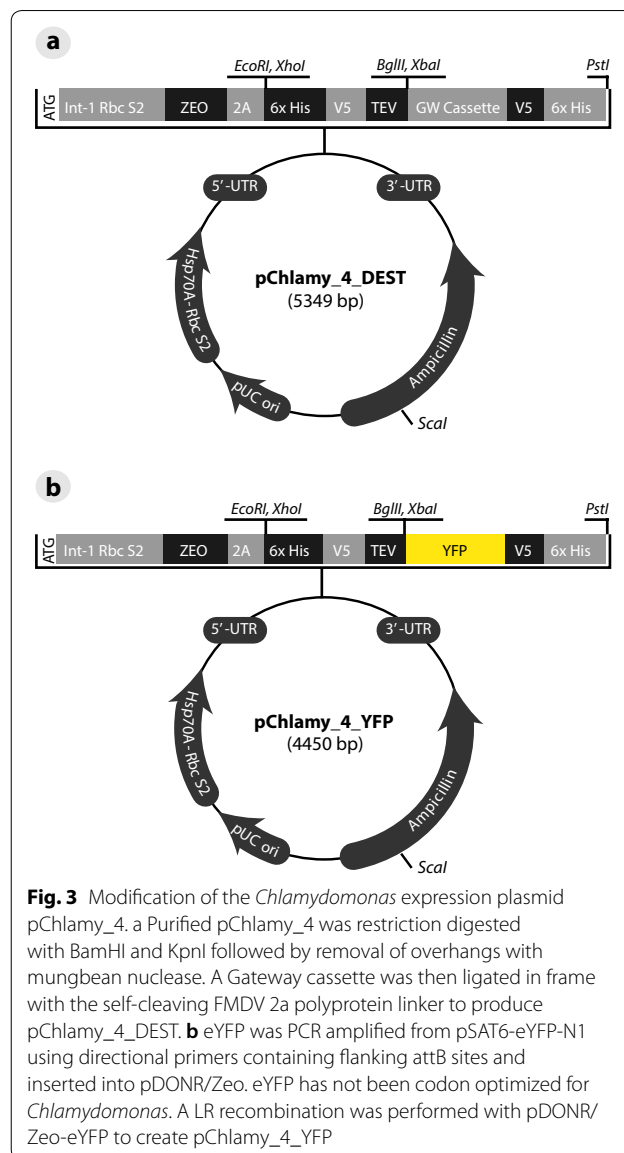 a
EcoRI, XhoI BglII, XbaI PstI
ATG Int-1 Rbc S2 ZEO 2A 6x His V5 TEV GW Cassette V5 6x His
5’-UTR 3’-UTR
Hsp70A- Rbc S2
pChlamy_4_DEST
(5349 bp)
Ampicillin
pUC ori
ScaI
b
EcoRI, XhoI BglII, XbaI PstI
ATG Int-1 Rbc S2 ZEO 2A 6x His V5 TEV YFP V5 6x His
5’-UTR 3’-UTR
Hsp70A- Rbc S2
pChlamy_4_YFP
(4450 bp)
Ampicillin
pUC ori
ScaI
Fig. 3 Modification of the Chlamydomonas expression plasmid
pChlamy_4. a Purified pChlamy_4 was restriction digested
with BamHI and KpnI followed by removal of overhangs with
mungbean nuclease. A Gateway cassette was then ligated in frame
with the self-cleaving FMDV 2a polyprotein linker to produce
pChlamy_4_DEST. b eYFP was PCR amplified from pSAT6-eYFP-N1
using directional primers containing flanking attB sites and
inserted into pDONR/Zeo. eYFP has not been codon optimized for
Chlamydomonas. A LR recombination was performed with pDONR/
Zeo-eYFP to create pChlamy_4_YFP